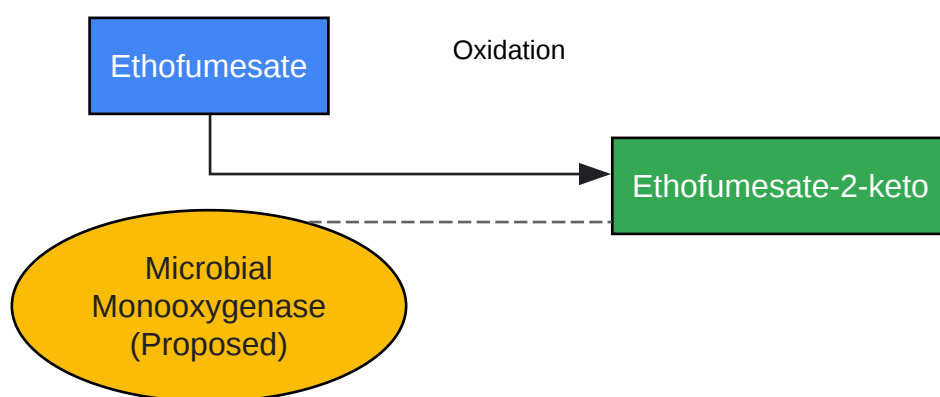 Ethofumesate
Oxidation
Ethofumesate-2-keto
Microbial
Monooxygenase
(Proposed)